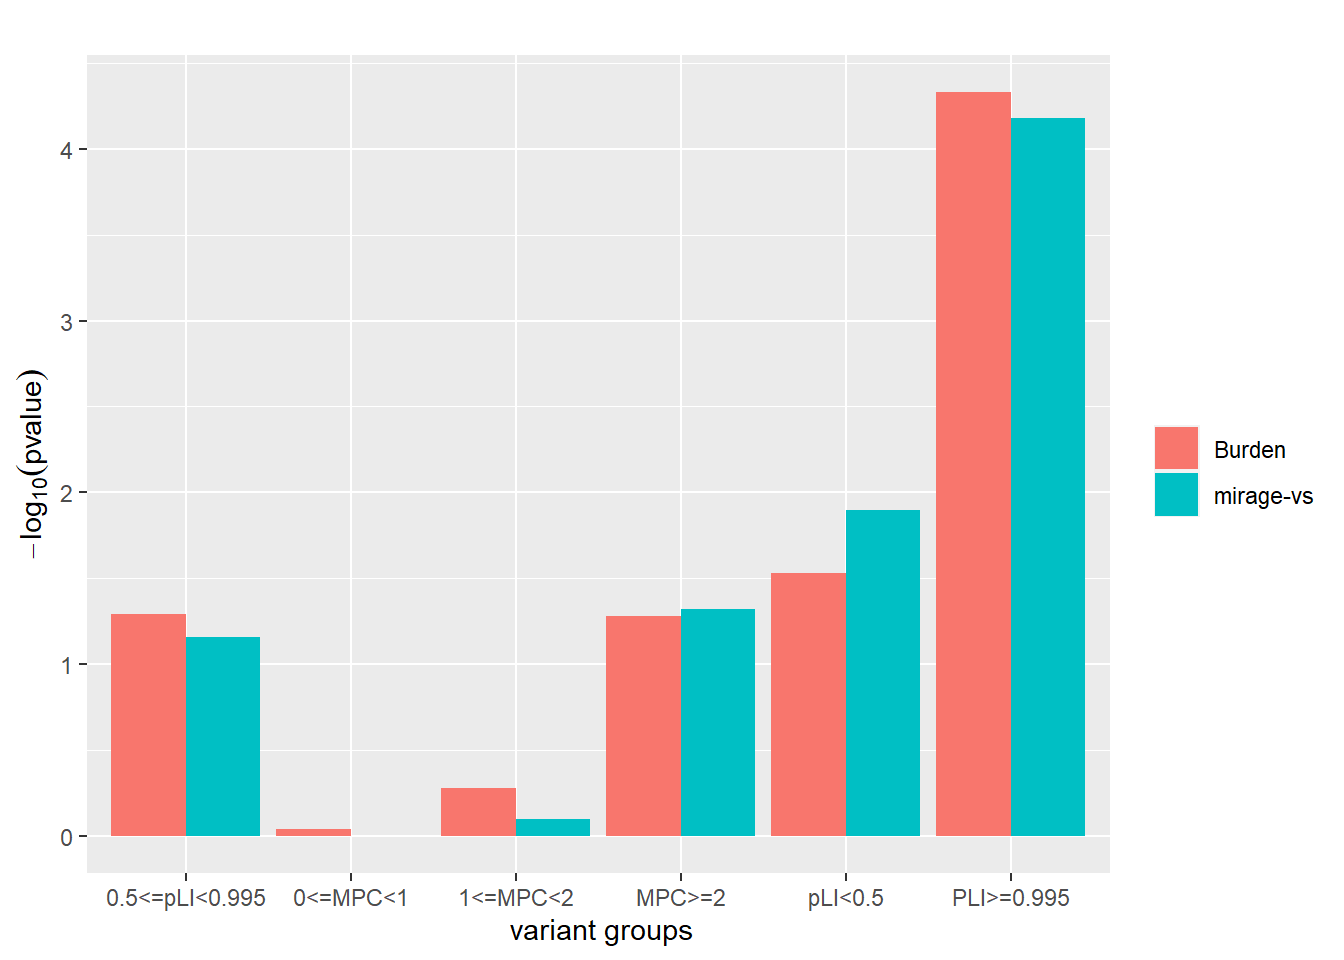 4
3
2
1
0
−log10(pvalue)
0.5<=pLI<0.995 0<=MPC<1 1<=MPC<2 MPC>=2 pLI<0.5 PLI>=0.995
variant groups
Burden
mirage-vs